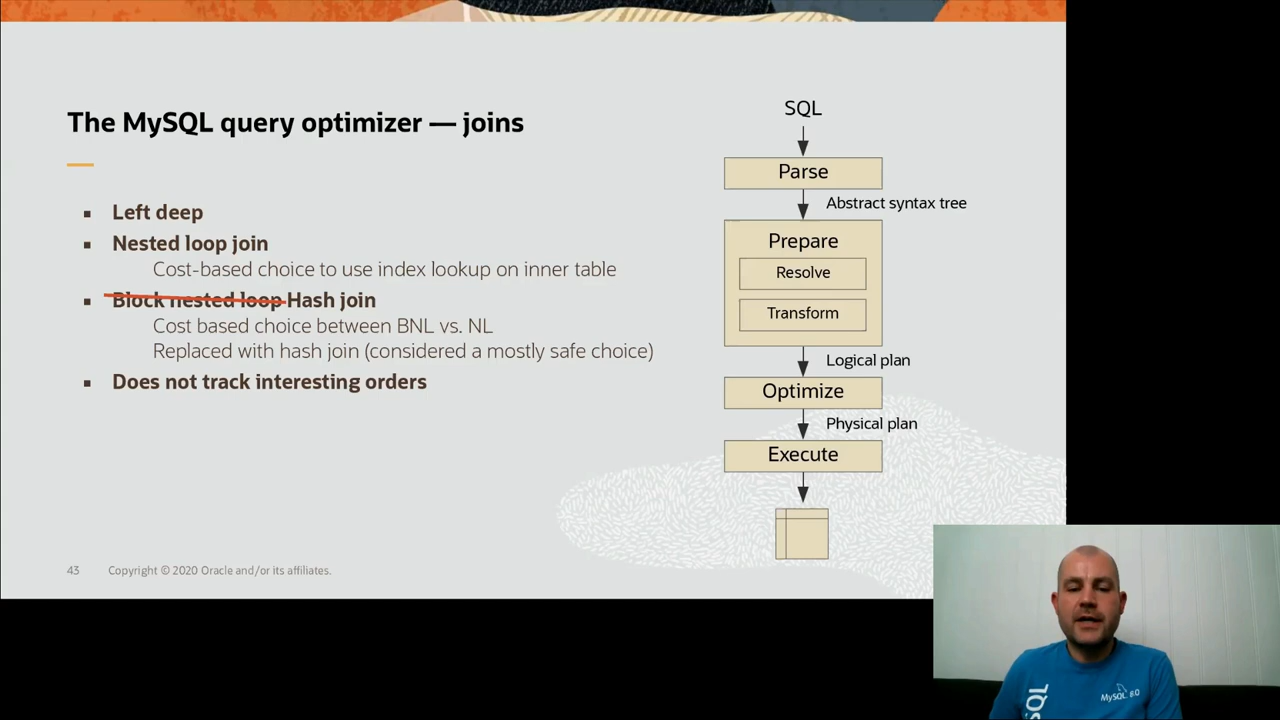 The MySQL query optimizer — joins
Left deep
Nested loop join
Cost-based choice to use index lookup on inner table
Block nested loop Hash join
Cost based choice between BNL vs. NL
Replaced with hash join (considered a mostly safe choice)
Does not track interesting orders
SQL
Parse
Abstract syntax tree
Prepare
Resolve
Transform
Logical plan
Optimize
Physical plan
Execute
43 Copyright © 2020 Oracle and/or its affiliates.
SQL
MySQL 8.0